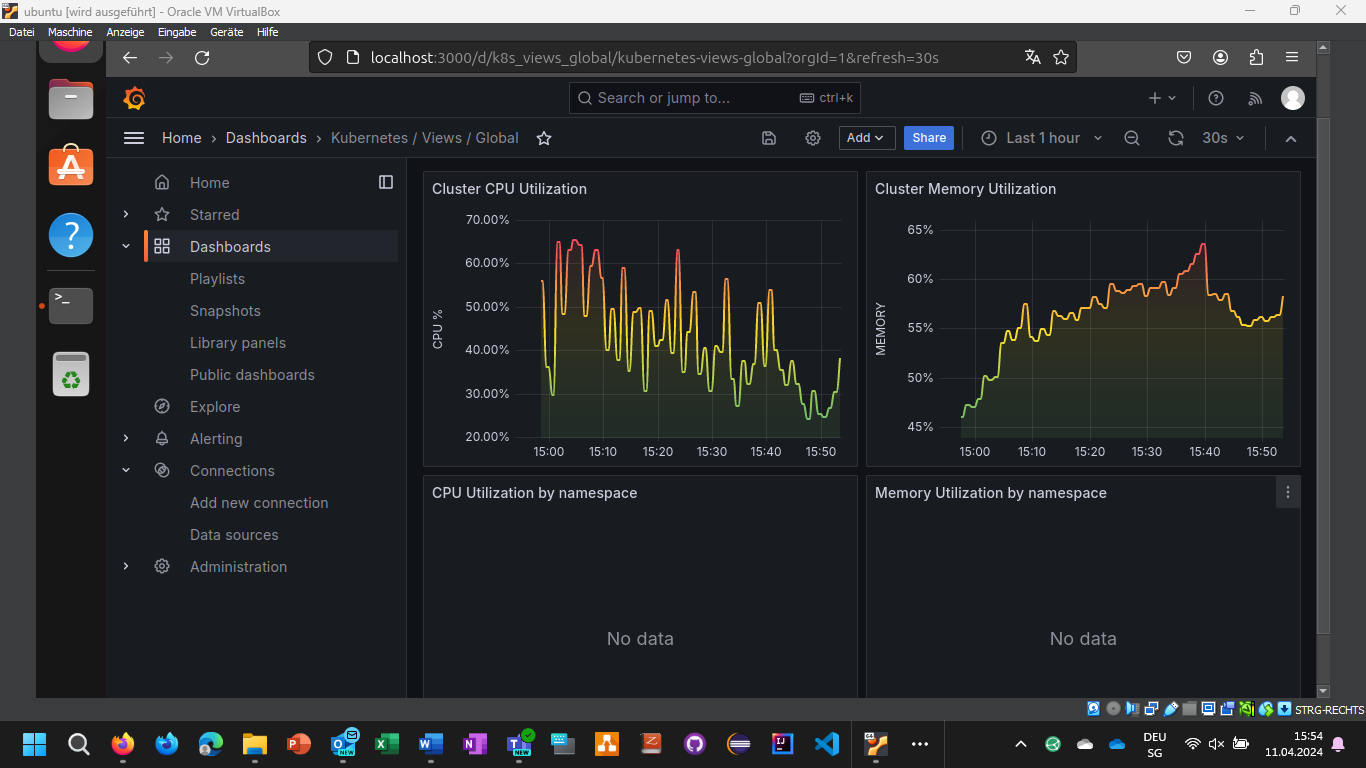 ubuntu [wird ausgeführt] - Oracle VM VirtualBox
Datei Maschine Anzeige Eingabe Geräte Hilfe
localhost:3000/d/k8s_views_global/kubernetes-views-global?orgId=1&refresh=30s
Search or jump to... ctrl+k
Home › Dashboards › Kubernetes / Views / Global
Add
Share
Last 1 hour
30s
Home
Starred
Dashboards
Playlists
Snapshots
Library panels
Public dashboards
Explore
Alerting
Connections
Add new connection
Data sources
Administration
Cluster CPU Utilization
CPU %
70.00%
60.00%
50.00%
40.00%
30.00%
20.00%
15:00 15:10 15:20 15:30 15:40 15:50
Cluster Memory Utilization
MEMORY
65%
60%
55%
50%
45%
15:00 15:10 15:20 15:30 15:40 15:50
CPU Utilization by namespace
No data
Memory Utilization by namespace
No data
STRG-RECHTS
NEW
NEW
DEU
SG
15:54
11.04.2024